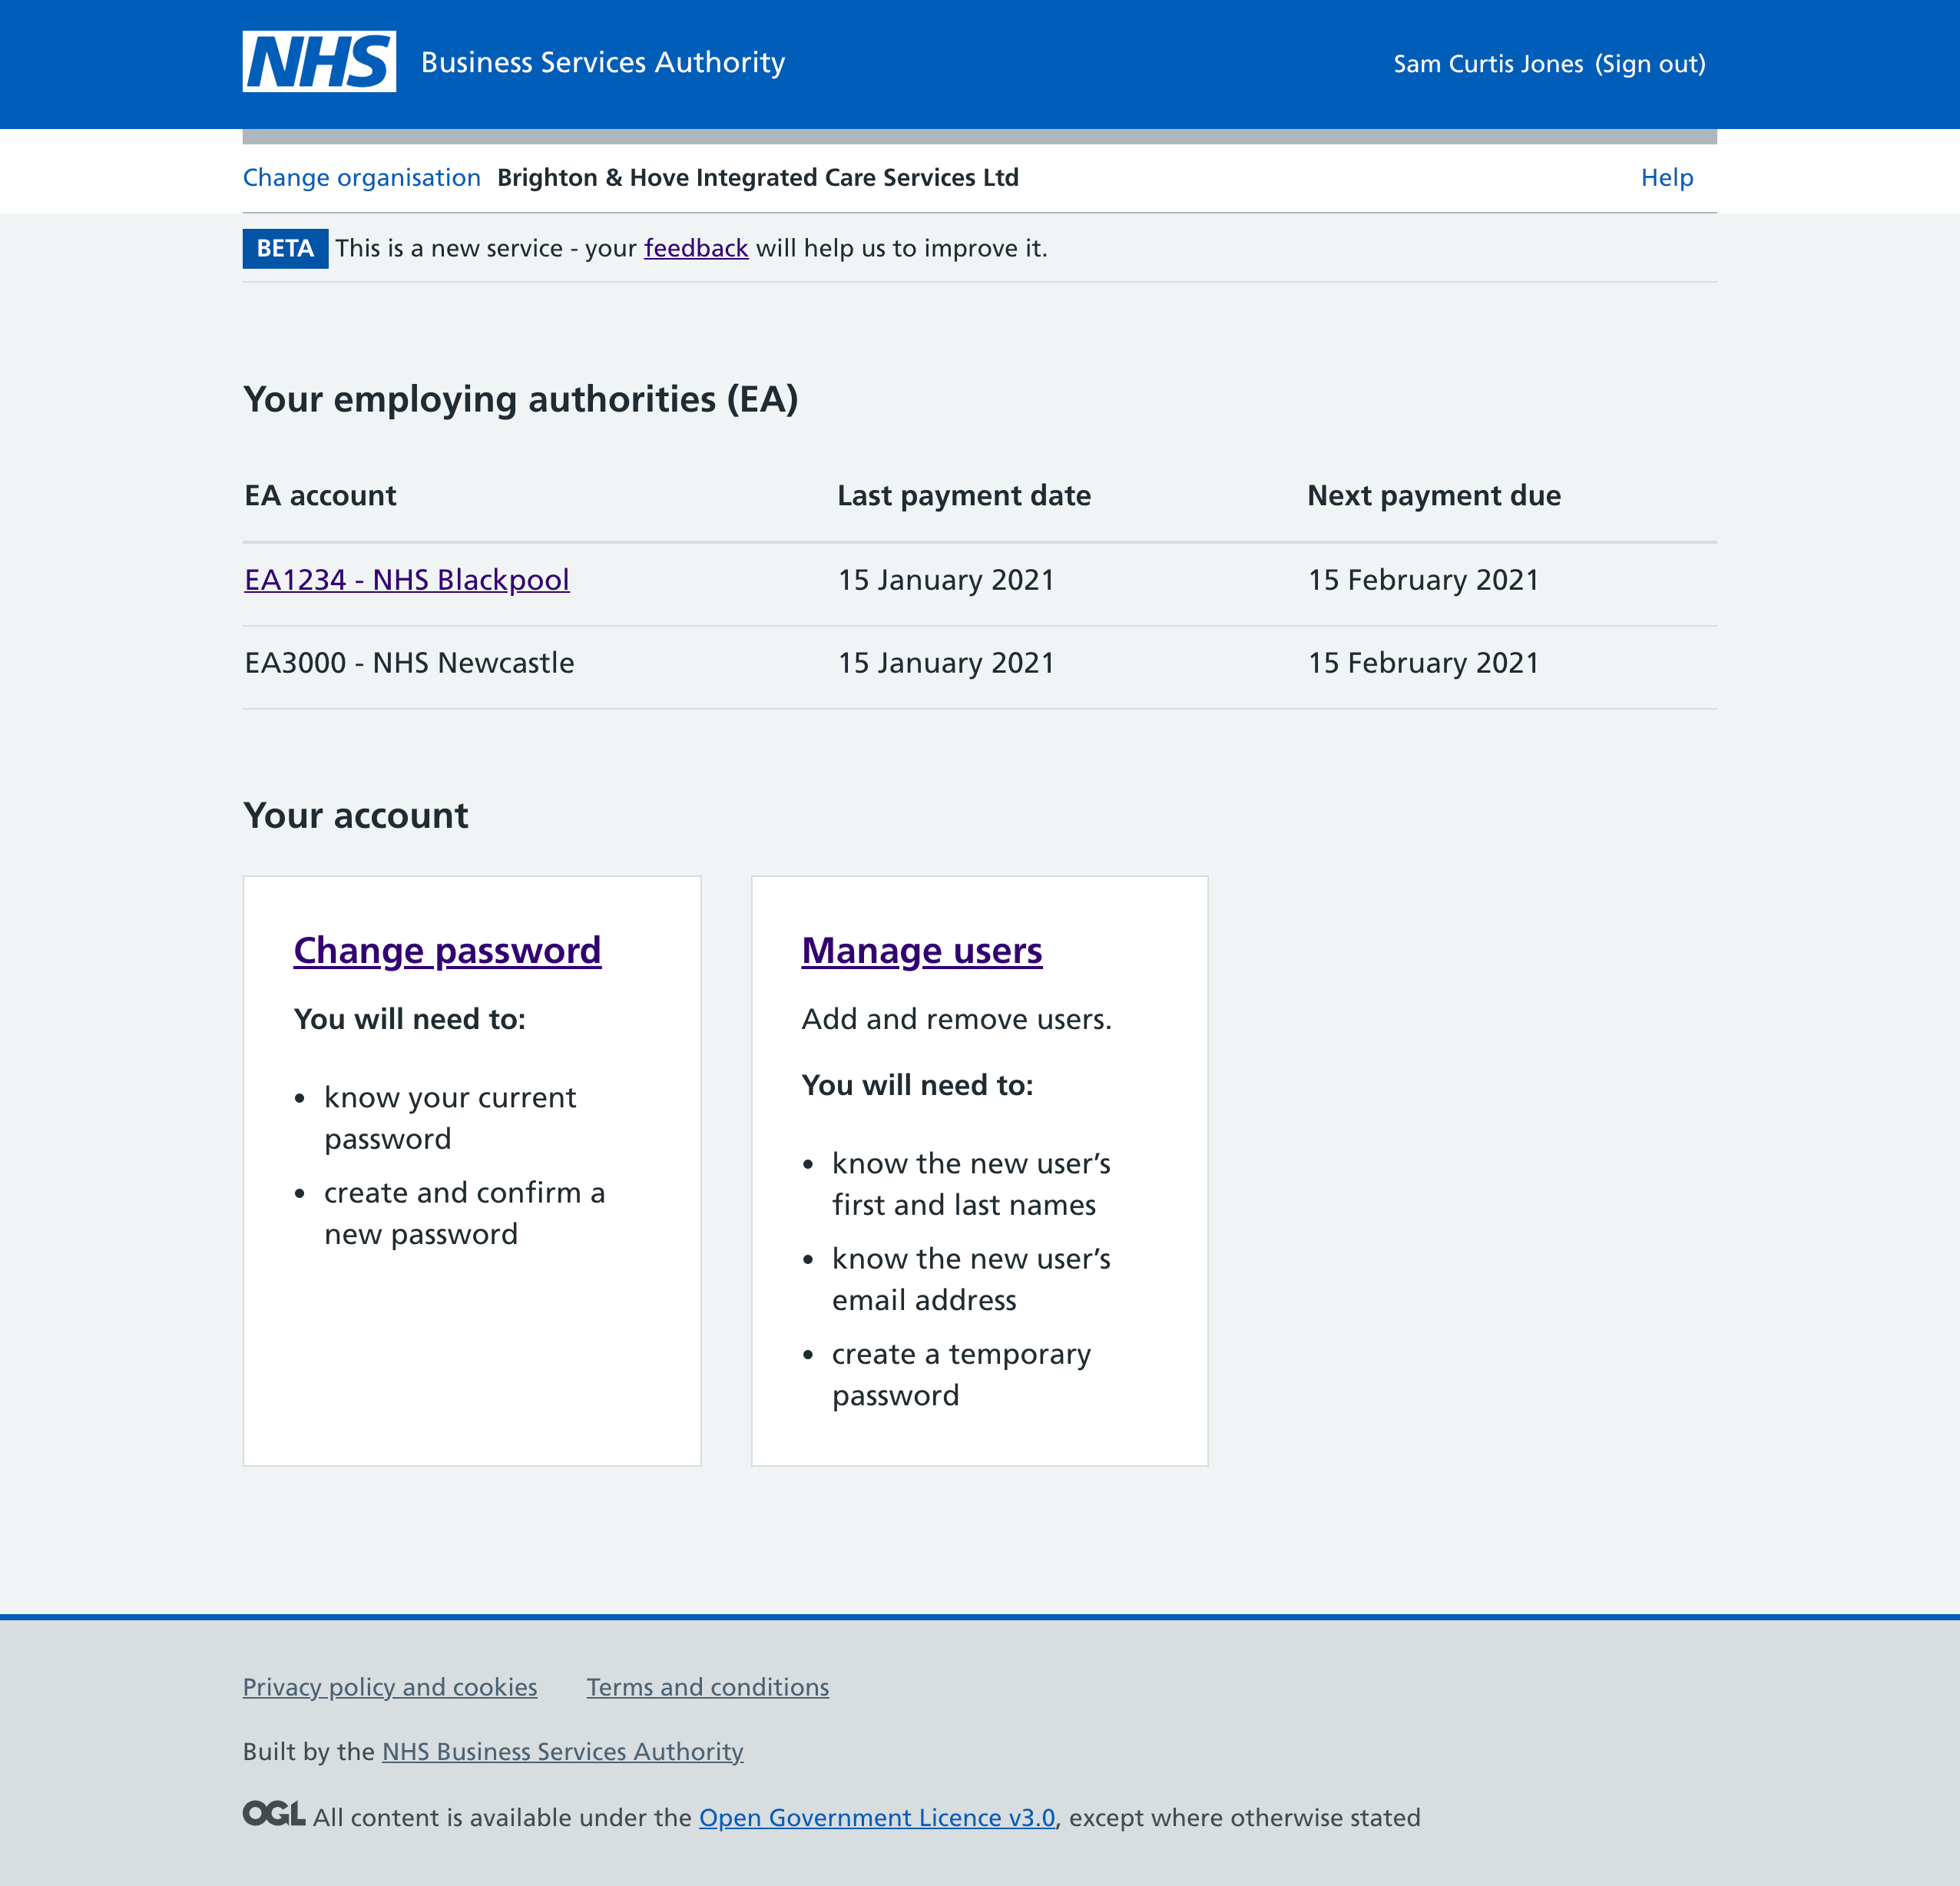 NHS Business Services Authority Sam Curtis Jones (Sign out)
Change organisation Brighton & Hove Integrated Care Services Ltd Help
BETA This is a new service - your feedback will help us to improve it.
Your employing authorities (EA)
EA account Last payment date Next payment due
EA1234 - NHS Blackpool 15 January 2021 15 February 2021
EA3000 - NHS Newcastle 15 January 2021 15 February 2021
Your account
Change password
You will need to:
• know your current
password
• create and confirm a
new password
Manage users
Add and remove users.
You will need to:
• know the new user’s
first and last names
• know the new user’s
email address
• create a temporary
password
Privacy policy and cookies Terms and conditions
Built by the NHS Business Services Authority
OGL All content is available under the Open Government Licence v3.0, except where otherwise stated